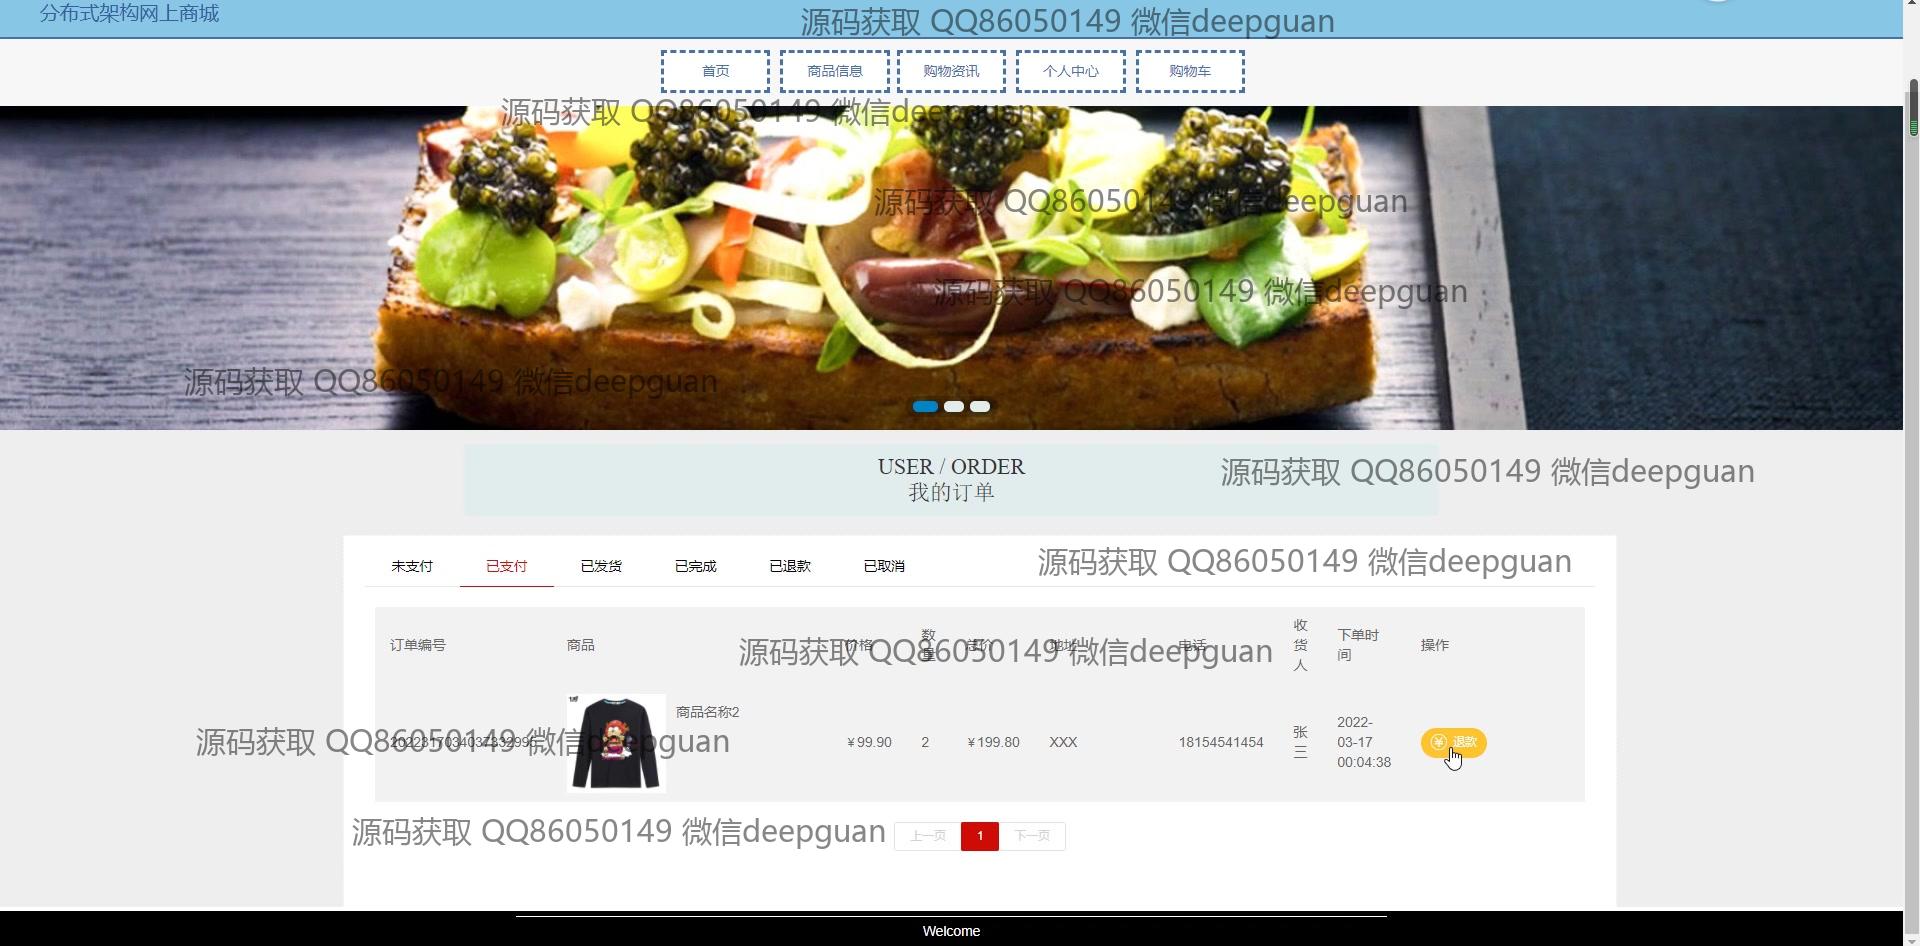 分布式架构网上商城
源码获取 QQ86050149 微信deepguan
首页 商品信息 购物资讯 个人中心 购物车
源码获取 QQ86050149 微信deepguan
源码获取 QQ86050149 微信deepguan
源码获取 QQ86050149 微信deepguan
源码获取 QQ86050149 微信deepguan
USER / ORDER
源码获取 QQ86050149 微信deepguan
我的订单
未支付 已支付 已发货 已完成 已退款 已取消
源码获取 QQ86050149 微信deepguan
订单编号 商品 价格 数量 总价 地址 电话 收货人 下单时间 操作
源码获取 QQ86050149 微信deepguan
商品名称2
¥99.90 2 ¥199.80 XXX 18154541454 张三 2022-03-17 00:04:38 退款
源码获取 QQ86050149 微信deepguan
源码获取 QQ86050149 微信deepguan
上一页 1 下一页
Welcome